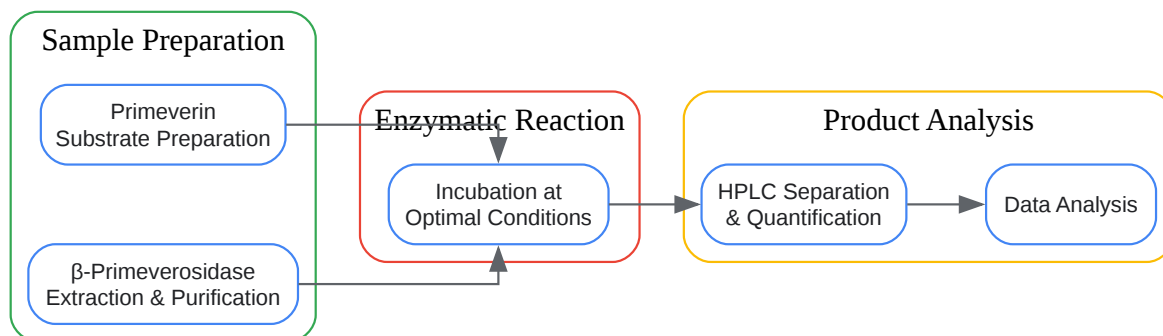 Sample Preparation
Primeverin
Substrate Preparation
β-Primeverosidase
Extraction & Purification
Enzymatic Reaction
Incubation at
Optimal Conditions
Product Analysis
HPLC Separation
& Quantification
Data Analysis